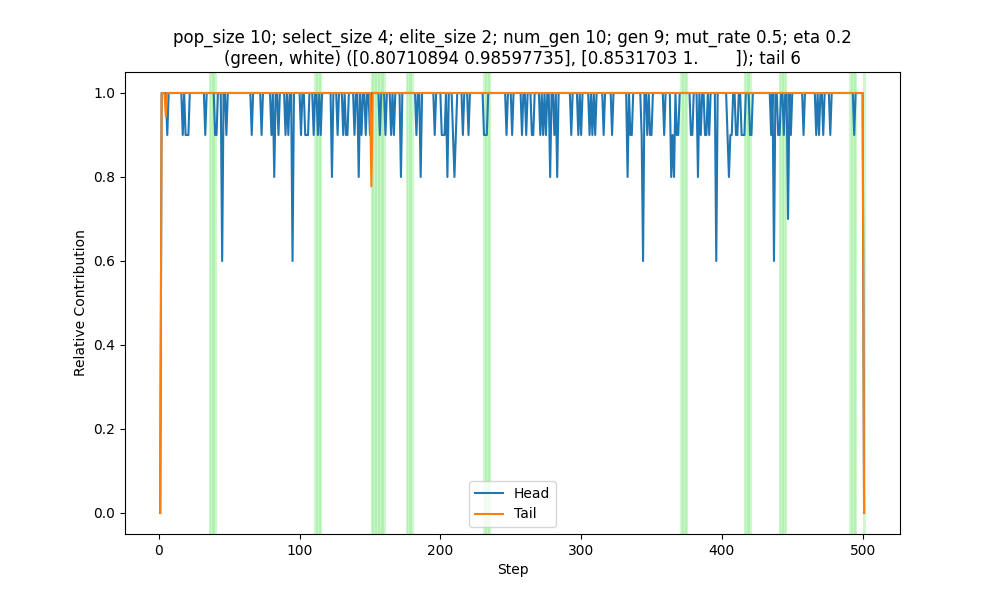 pop_size 10; select_size 4; elite_size 2; num_gen 10; gen 9; mut_rate 0.5; eta 0.2
(green, white) ([0.80710894 0.98597735], [0.8531703 1.        ]); tail 6
1.0
0.8
0.6
0.4
0.2
0.0
Relative Contribution
Head
Tail
0
100
200
300
400
500
Step